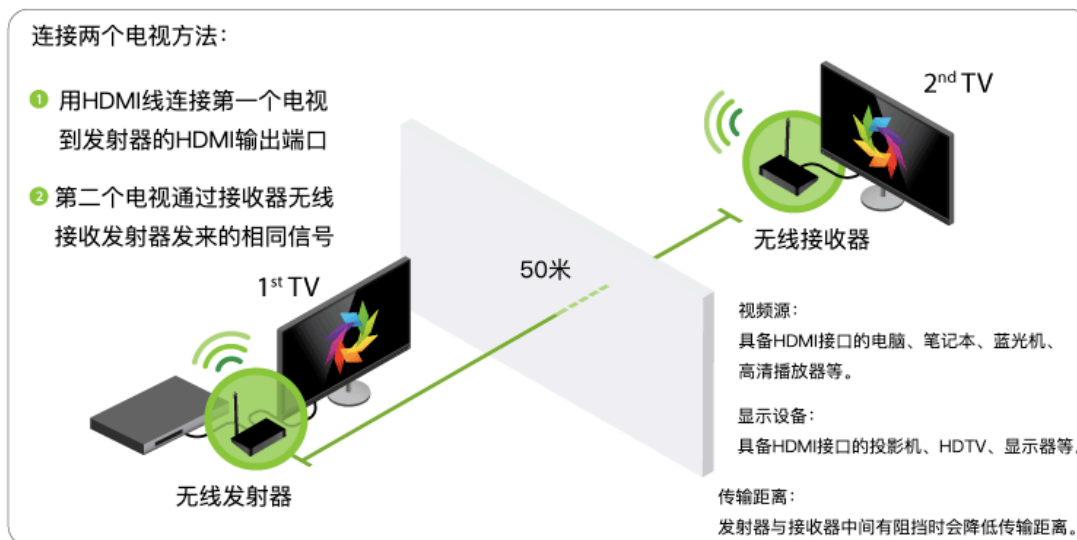 连接两个电视方法：
1 用HDMI线连接第一个电视
到发射器的HDMI输出端口
2 第二个电视通过接收器无线
接收发射器发来的相同信号
1st TV
无线发射器
50米
2nd TV
无线接收器
视频源：
具备HDMI接口的电脑、笔记本、蓝光机、
高清播放器等。
显示设备：
具备HDMI接口的投影机、HDTV、显示器等。
传输距离：
发射器与接收器中间有阻挡时会降低传输距离。